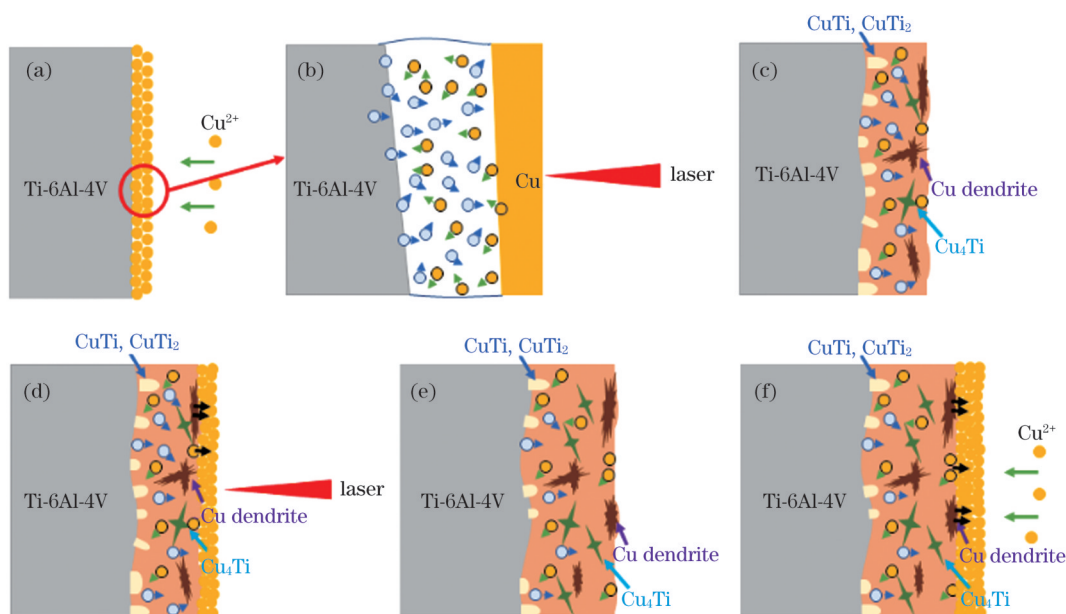 (a)
Cu²⁺
Ti-6Al-4V
(b)
Ti-6Al-4V
Cu
laser
CuTi, CuTi₂
(c)
Ti-6Al-4V
Cu dendrite
Cu₄Ti
CuTi, CuTi₂
(d)
Ti-6Al-4V
laser
Cu dendrite
Cu₄Ti
CuTi, CuTi₂
(e)
Ti-6Al-4V
Cu dendrite
Cu₄Ti
CuTi, CuTi₂
(f)
Cu²⁺
Ti-6Al-4V
Cu dendrite
Cu₄Ti